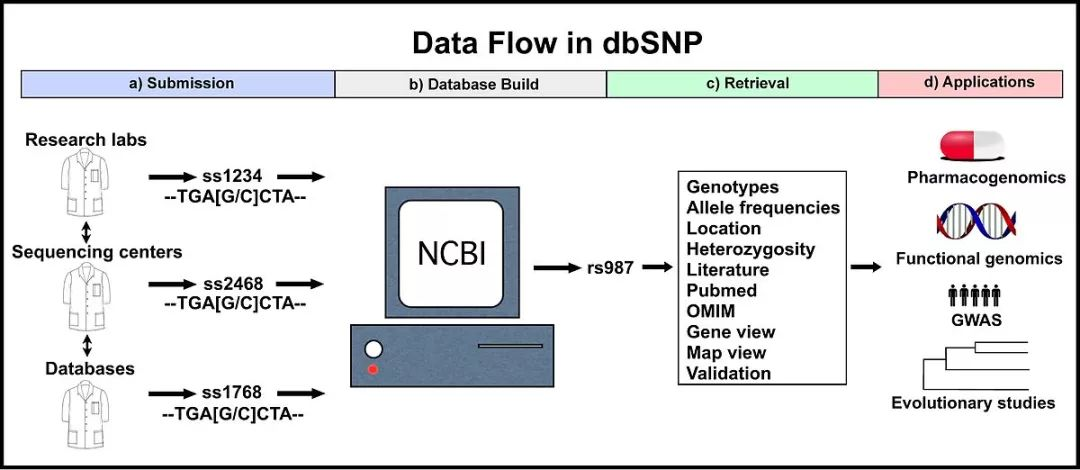 Data Flow in dbSNP
a) Submission
b) Database Build
c) Retrieval
d) Applications
Research labs
ss1234
--TGA[G/C]CTA--
Sequencing centers
ss2468
--TGA[G/C]CTA--
Databases
ss1768
--TGA[G/C]CTA--
NCBI
rs987
Genotypes
Allele frequencies
Location
Heterozygosity
Literature
Pubmed
OMIM
Gene view
Map view
Validation
Pharmacogenomics
Functional genomics
GWAS
Evolutionary studies